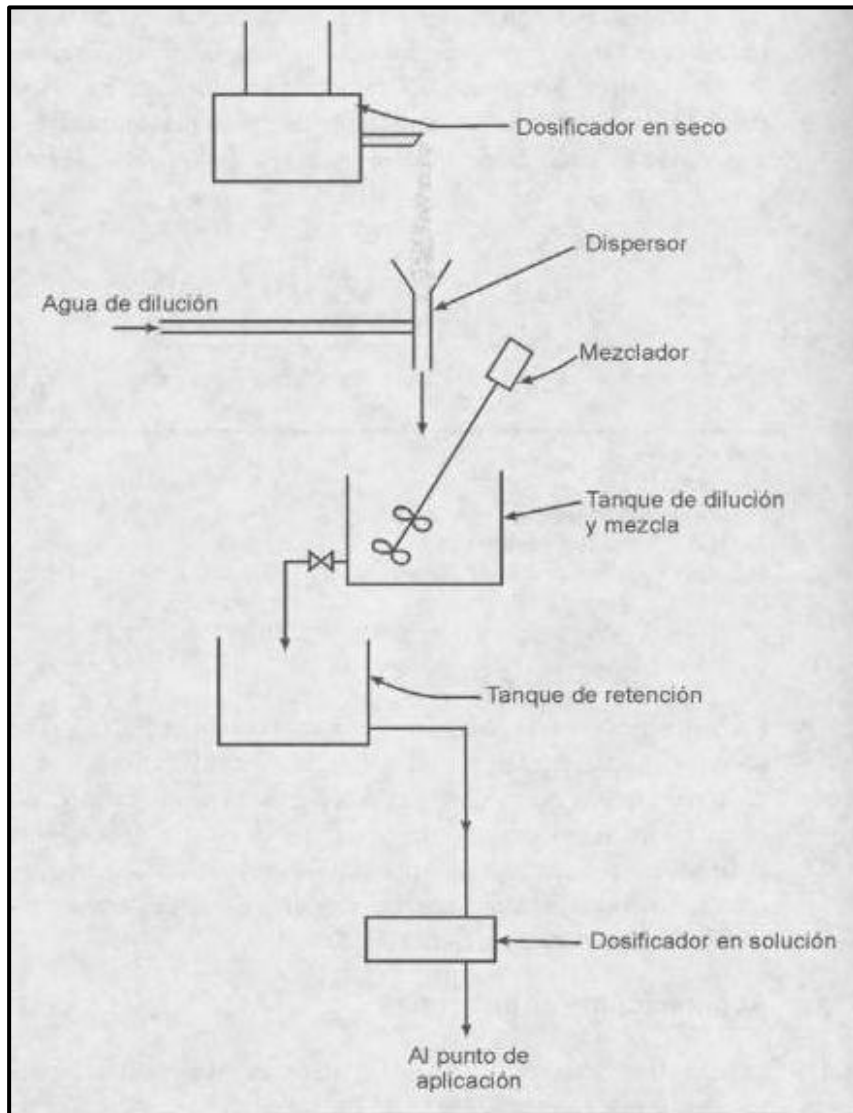 Dosificador en seco
Dispersor
Agua de dilución
Mezclador
Tanque de dilución
y mezcla
Tanque de retención
Dosificador en solución
Al punto de
aplicación